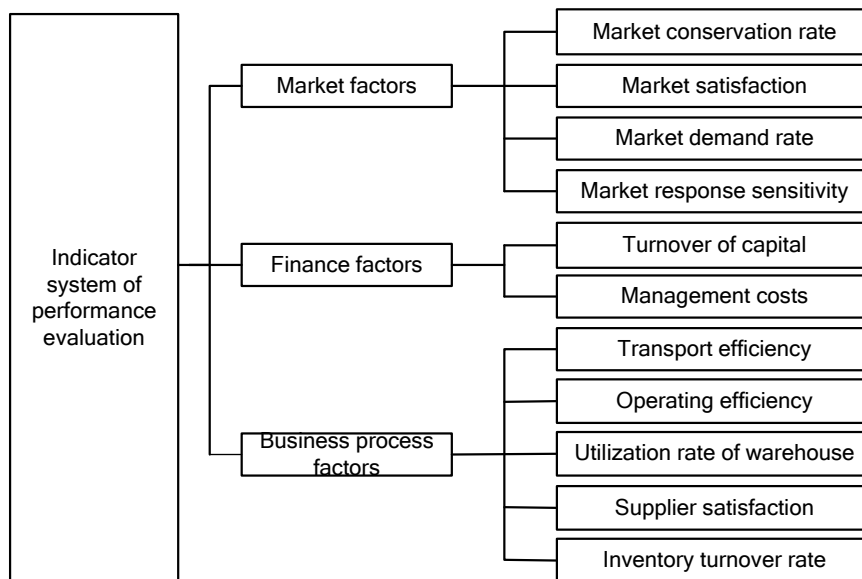 Indicator
system of
performance
evaluation
Market factors
Market conservation rate
Market satisfaction
Market demand rate
Market response sensitivity
Finance factors
Turnover of capital
Management costs
Business process
factors
Transport efficiency
Operating efficiency
Utilization rate of warehouse
Supplier satisfaction
Inventory turnover rate